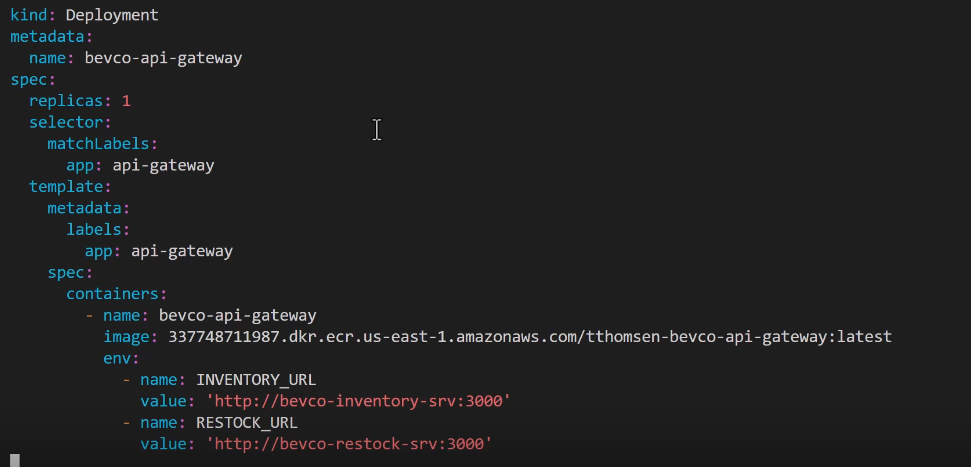 kind: Deployment
metadata:
  name: bevco-api-gateway
spec:
  replicas: 1
  selector:
    matchLabels:
      app: api-gateway
  template:
    metadata:
      labels:
        app: api-gateway
    spec:
      containers:
        - name: bevco-api-gateway
          image: 337748711987.dkr.ecr.us-east-1.amazonaws.com/tthomsen-bevco-api-gateway:latest
          env:
            - name: INVENTORY_URL
              value: 'http://bevco-inventory-srv:3000'
            - name: RESTOCK_URL
              value: 'http://bevco-restock-srv:3000'